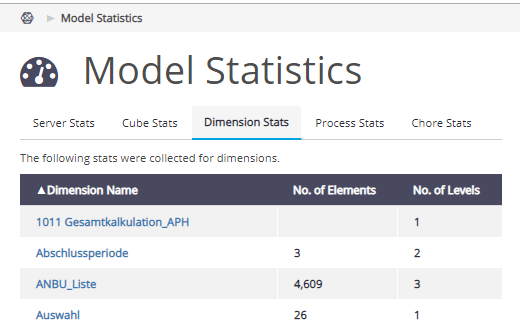 Model Statistics
Model Statistics
Server Stats Cube Stats Dimension Stats Process Stats Chore Stats
The following stats were collected for dimensions.
▲Dimension Name No. of Elements No. of Levels
1011 Gesamtkalkulation_APH 1
Abschlussperiode 3 2
ANBU_Liste 4,609 3
Auswahl 26 1